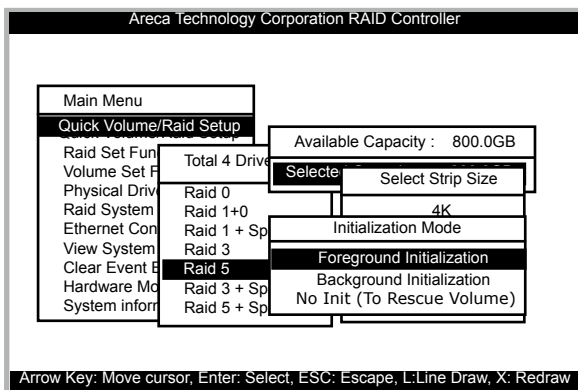 Areca Technology Corporation RAID Controller
Main Menu
Quick Volume/Raid Setup
Raid Set Fun
Volume Set F
Physical Driv
Raid System
Ethernet Con
View System
Clear Event B
Hardware Mo
System inform
Total 4 Drive
Raid 0
Raid 1+0
Raid 1 + Sp
Raid 3
Raid 5
Raid 3 + Sp
Raid 5 + Sp
Available Capacity : 800.0GB
Selecte
Select Strip Size
4K
Initialization Mode
Foreground Initialization
Background Initialization
No Init (To Rescue Volume)
Arrow Key: Move cursor, Enter: Select, ESC: Escape, L:Line Draw, X: Redraw